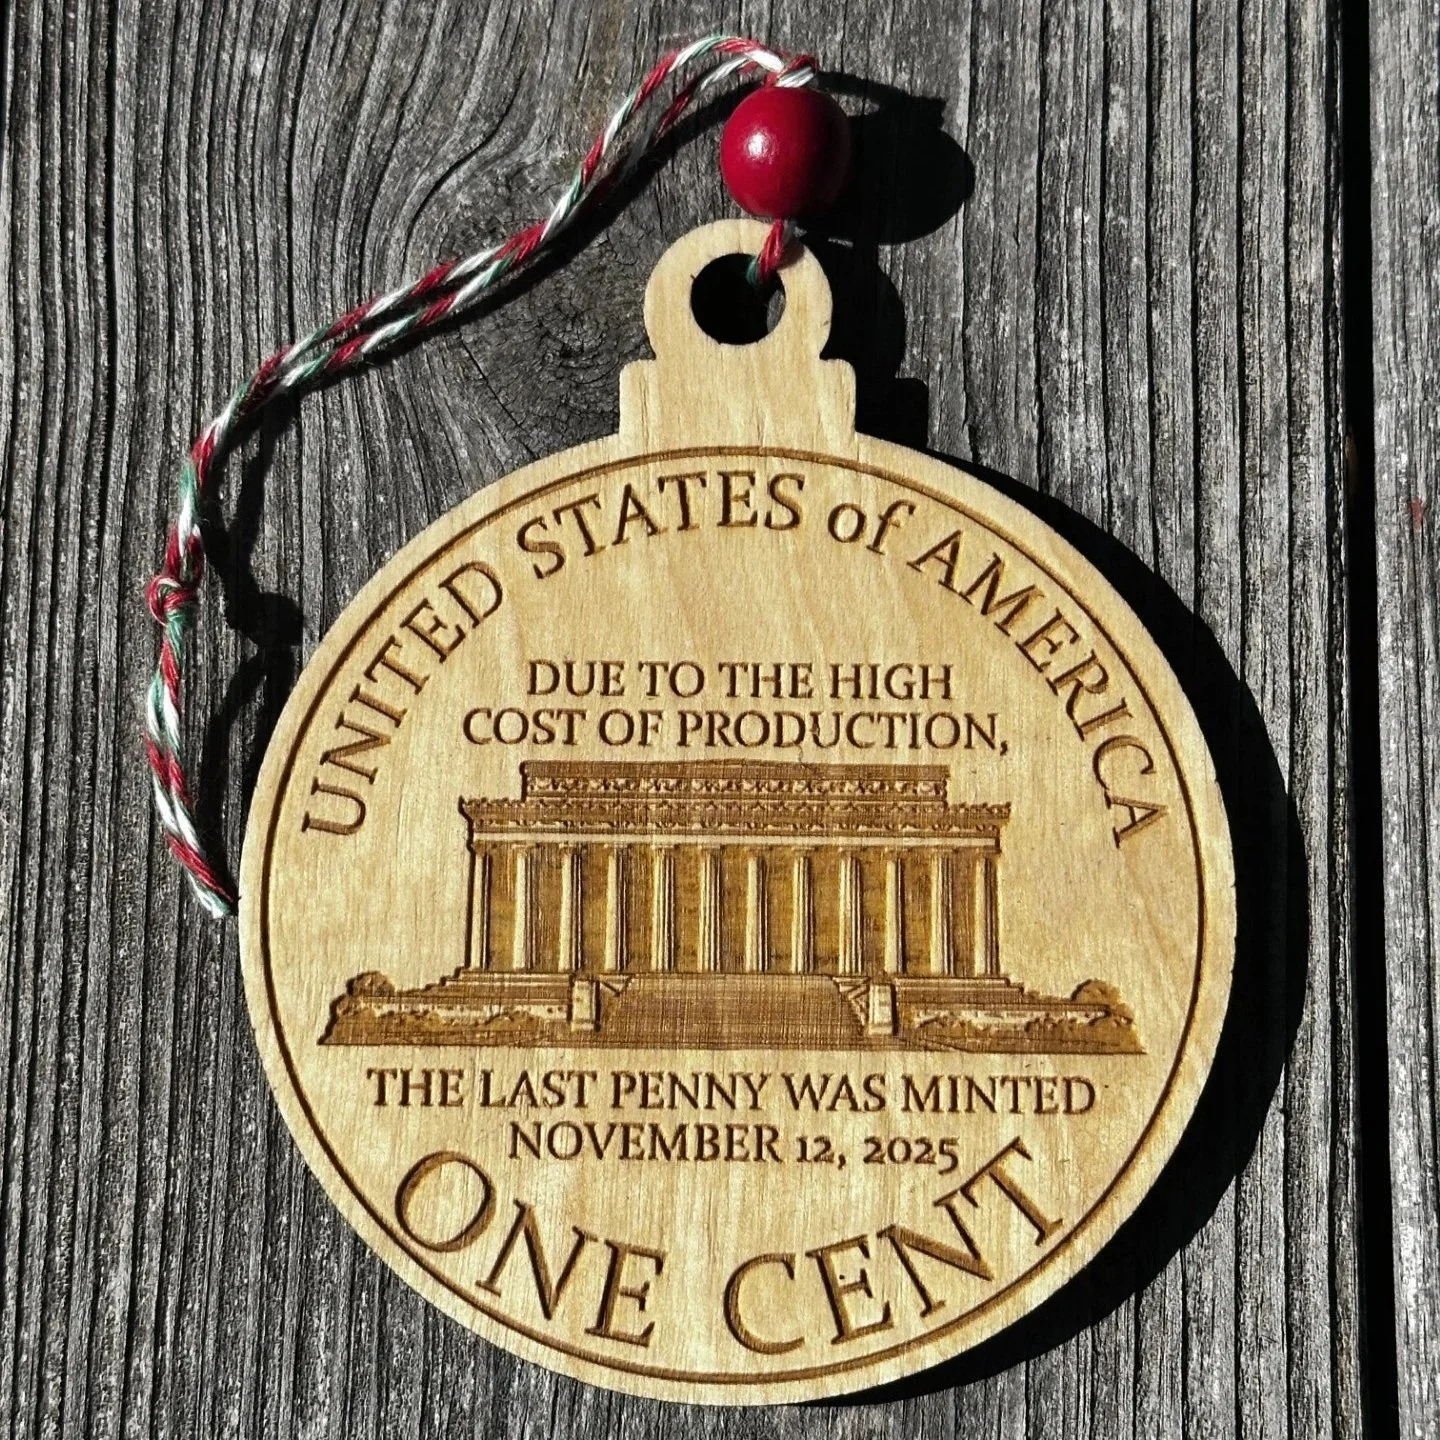 UNITED STATES of AMERICA
DUE TO THE HIGH
COST OF PRODUCTION,
THE LAST PENNY WAS MINTED
NOVEMBER 12, 2025
ONE CENT